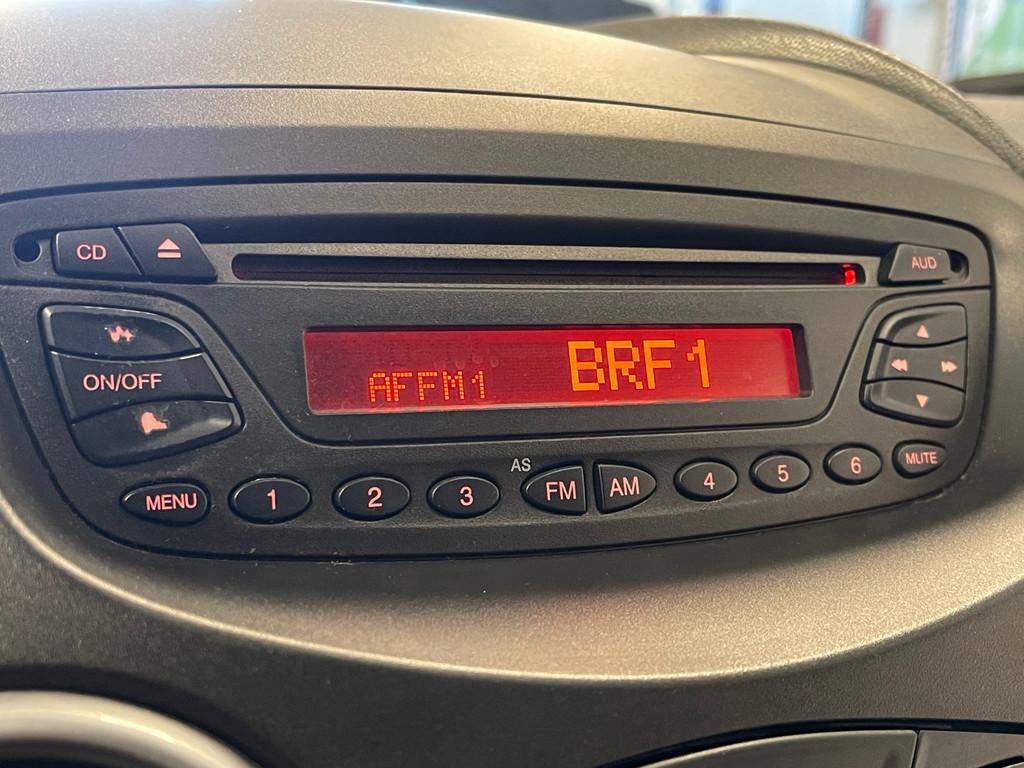 CD
AUD
ON/OFF
AFFM1 BRF1
AS
MENU 1 2 3 FM AM 4 5 6 MUTE